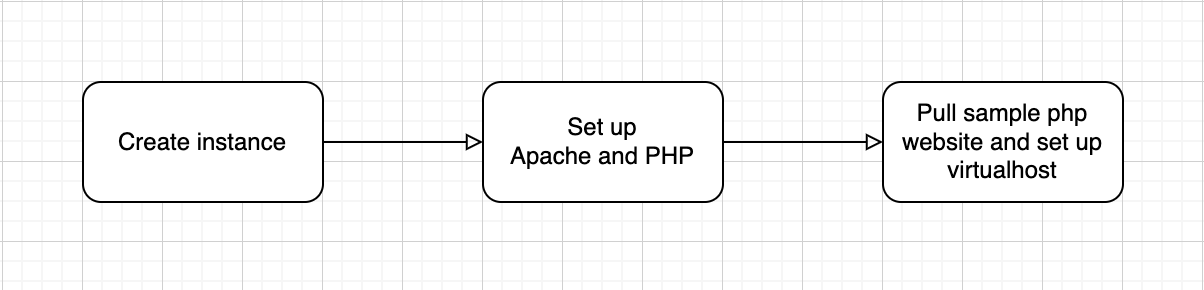 Create instance
Set up
Apache and PHP
Pull sample php
website and set up
virtualhost